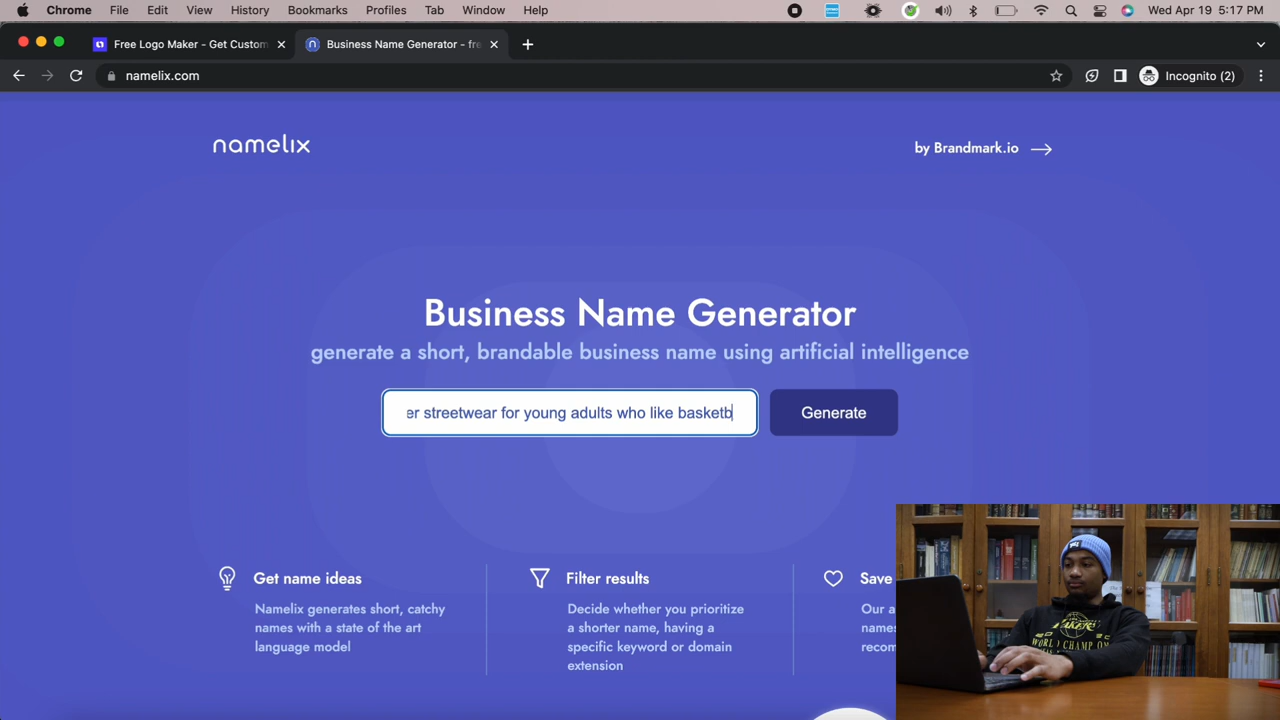 Chrome File Edit View History Bookmarks Profiles Tab Window Help Wed Apr 19 5:17 PM
Free Logo Maker - Get Custom Business Name Generator - fre
namelix.com Incognito (2)
namelix
by Brandmark.io
Business Name Generator
generate a short, brandable business name using artificial intelligence
er streetwear for young adults who like basketb
Generate
Get name ideas
Namelix generates short, catchy
names with a state of the art
language model
Filter results
Decide whether you prioritize
a shorter name, having a
specific keyword or domain
extension
Save
Our a
names
recom
LAKERS
WORLD CHAMP